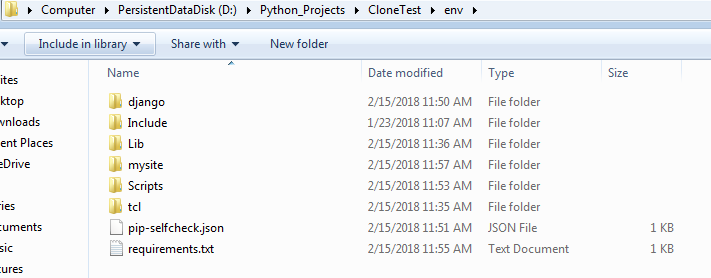 Computer PersistentDataDisk (D:) Python_Projects CloneTest env
Include in library Share with New folder
Name Date modified Type Size
ites
ktop
wnloads
ent Places
eDrive
ries
cuments
sic
tures
django 2/15/2018 11:50 AM File folder
Include 1/23/2018 11:07 AM File folder
Lib 2/15/2018 11:36 AM File folder
mysite 2/15/2018 11:57 AM File folder
Scripts 2/15/2018 11:53 AM File folder
tcl 2/15/2018 11:35 AM File folder
pip-selfcheck.json 2/15/2018 11:51 AM JSON File 1 KB
requirements.txt 2/15/2018 11:55 AM Text Document 1 KB